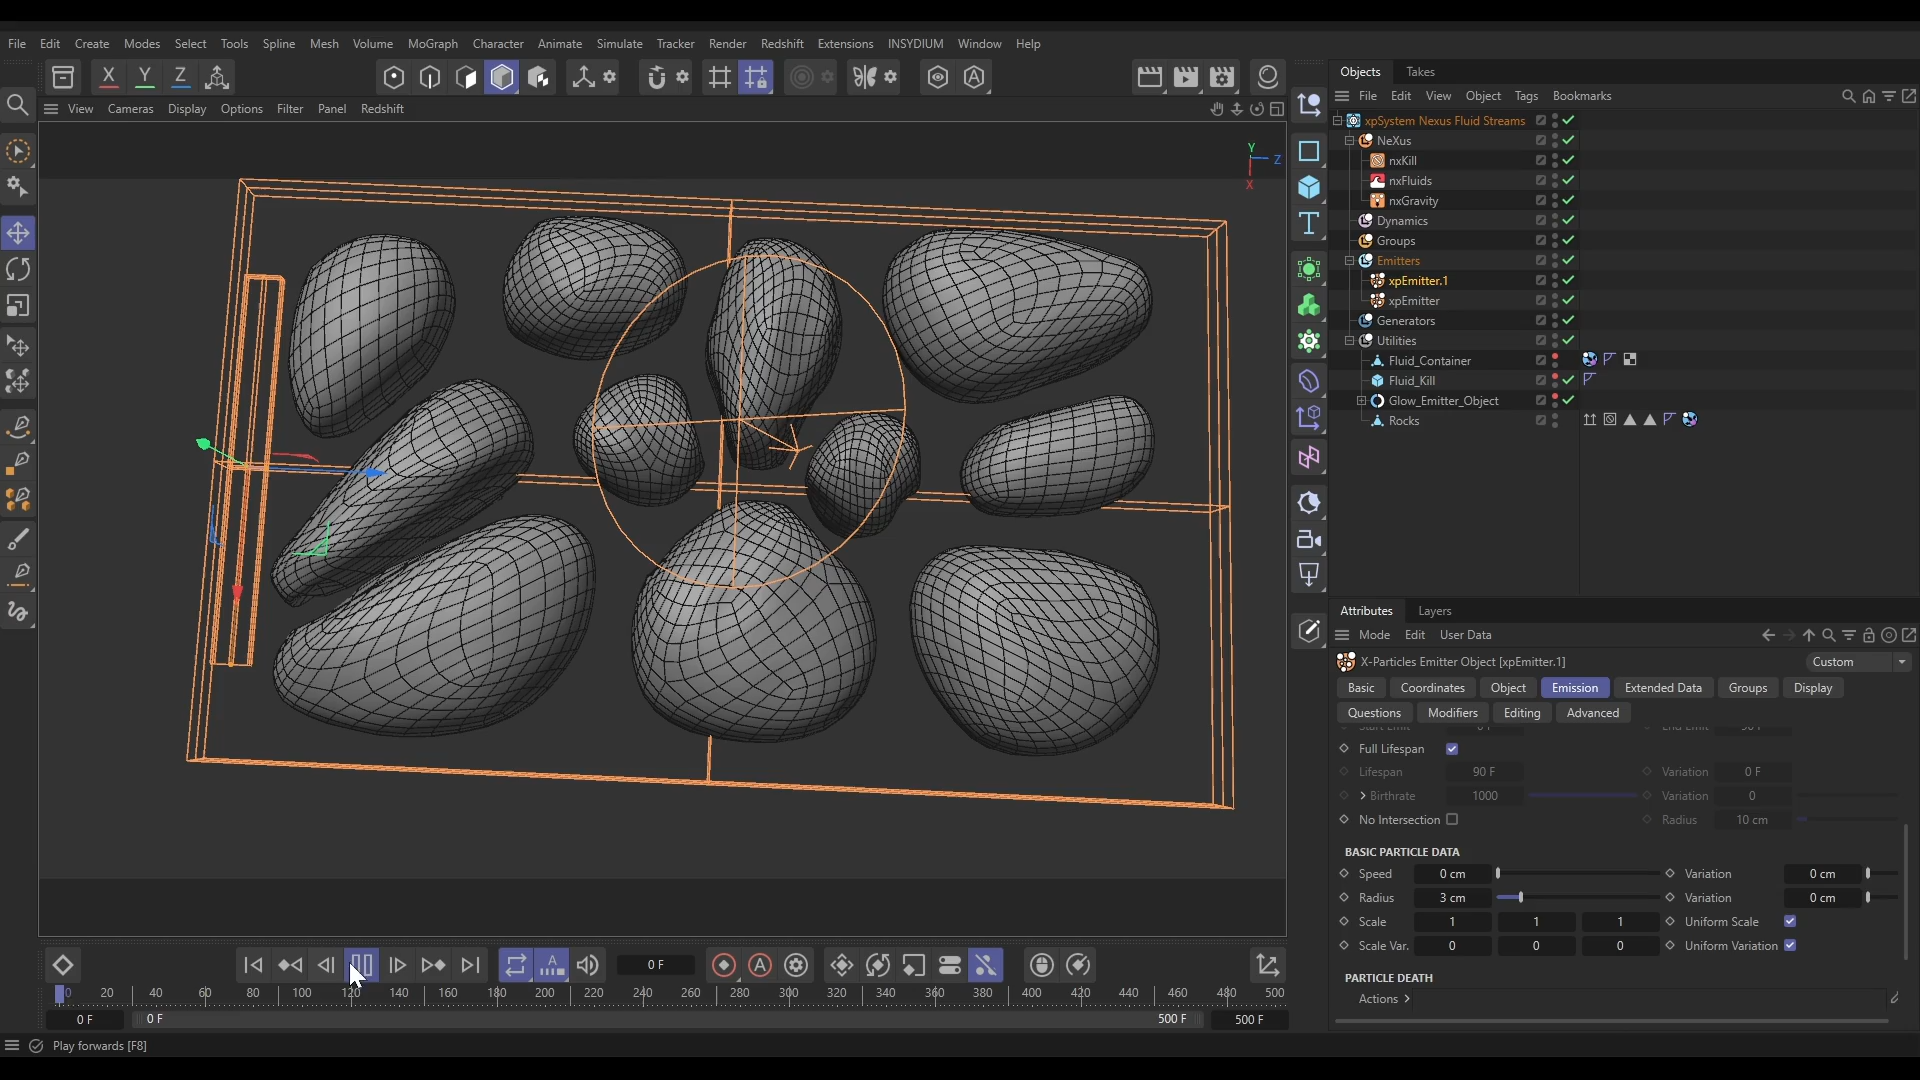 File Edit Create Modes Select Tools Spline Mesh Volume MoGraph Character Animate Simulate Tracker Render Redshift Extensions INSYDIUM Window Help
X Y Z
View Cameras Display Options Filter Panel Redshift
Y
Z
X
Objects Takes
File Edit View Object Tags Bookmarks
xpSystem Nexus Fluid Streams
NeXus
nxKill
nxFluids
nxGravity
Dynamics
Groups
Emitters
xpEmitter.1
xpEmitter
Generators
Utilities
Fluid_Container
Fluid_Kill
Glow_Emitter_Object
Rocks
Attributes Layers
Mode Edit User Data
X-Particles Emitter Object [xpEmitter.1] Custom
Basic Coordinates Object Emission Extended Data Groups Display
Questions Modifiers Editing Advanced
Full Lifespan
Lifespan 90 F Variation 0 F
Birthrate 1000 Variation 0
No Intersection Radius 10 cm
BASIC PARTICLE DATA
Speed 0 cm Variation 0 cm
Radius 3 cm Variation 0 cm
Scale 1 1 1 Uniform Scale
Scale Var. 0 0 0 Uniform Variation
PARTICLE DEATH
Actions
0 F
0 20 40 60 80 100 120 140 160 180 200 220 240 260 280 300 320 340 360 380 400 420 440 460 480 500
0 F 0 F 500 F 500 F
Play forwards [F8]